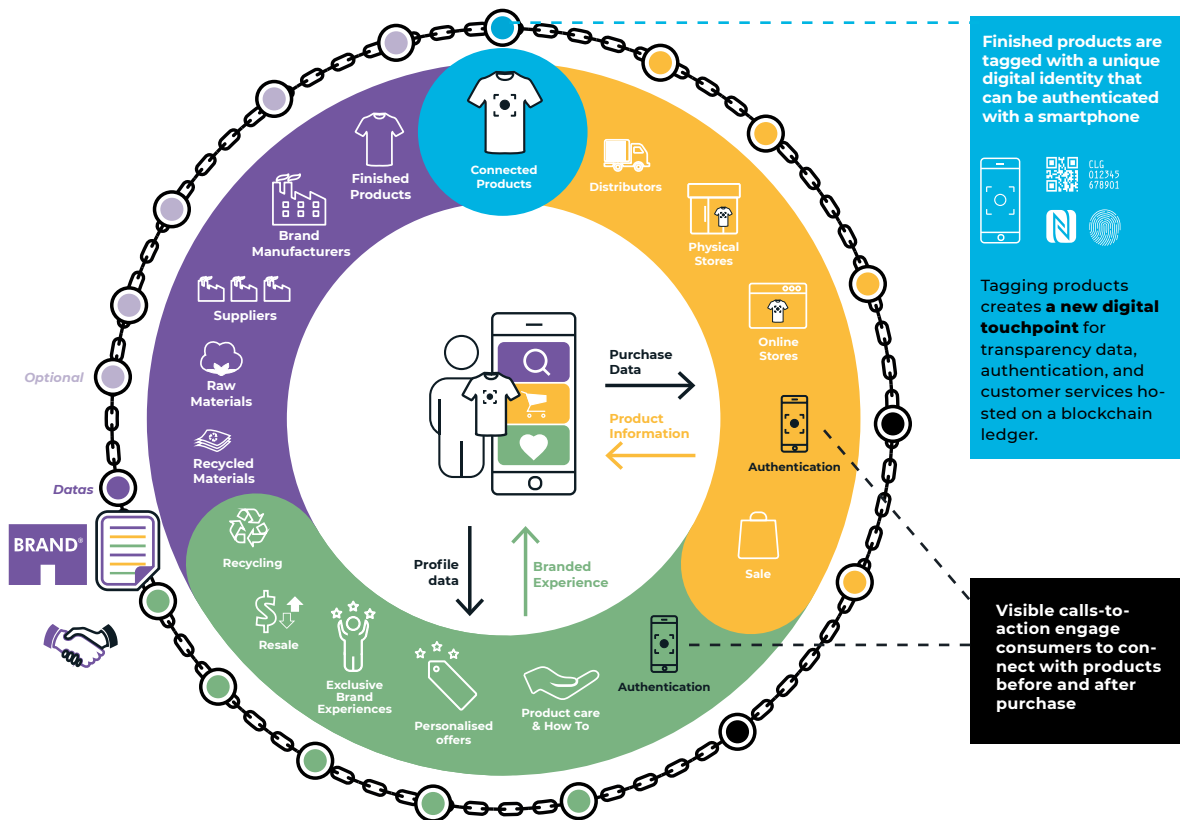 Connected
Products
Finished
Products
Brand
Manufacturers
Suppliers
Raw
Materials
Recycled
Materials
Optional
Datas
BRAND®
Distributors
Physical
Stores
Online
Stores
Authentication
Sale
Purchase
Data
Product
Information
Profile
data
Branded
Experience
Recycling
Resale
Exclusive
Brand
Experiences
Personalised
offers
Product care
& How To
Authentication
Finished products are
tagged with a unique
digital identity that
can be authenticated
with a smartphone
CLG
012345
678901
Tagging products
creates a new digital
touchpoint for
transparency data,
authentication, and
customer services ho-
sted on a blockchain
ledger.
Visible calls-to-
action engage
consumers to con-
nect with products
before and after
purchase